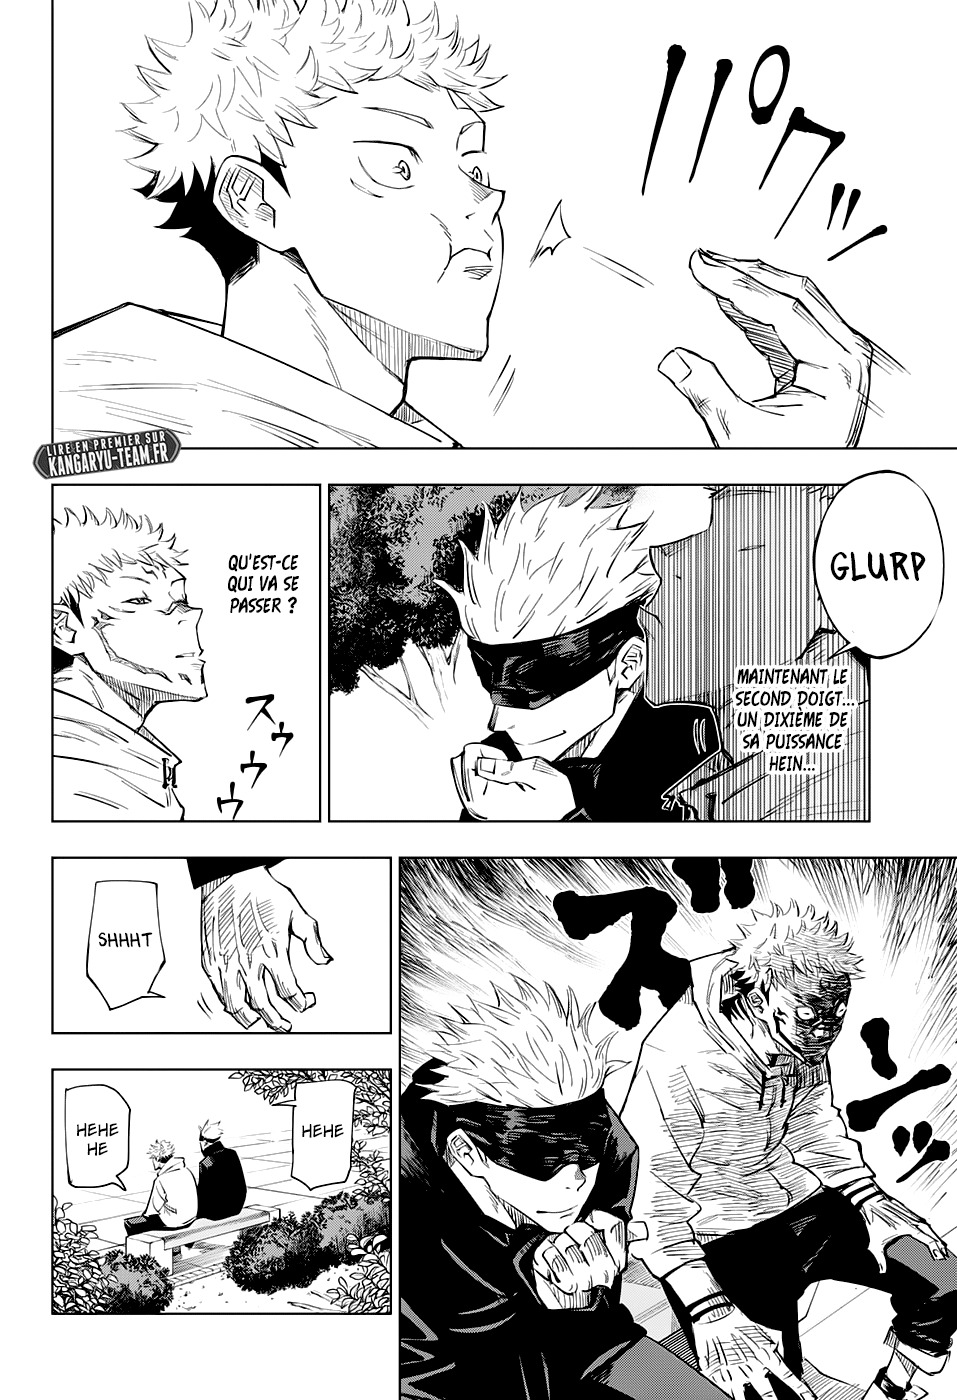 パクッ
LIRE EN PREMIER SUR
KANGARYU-TEAM.FR
QU'EST-CE
QUI VA SE
PASSER ?
スゥゥゥ
GLURP
MAINTENANT LE
SECOND DOIGT...
UN DIXIÈME DE
SA PUISSANCE
HEIN...
SHHHT
HEHE
HE
HEHE